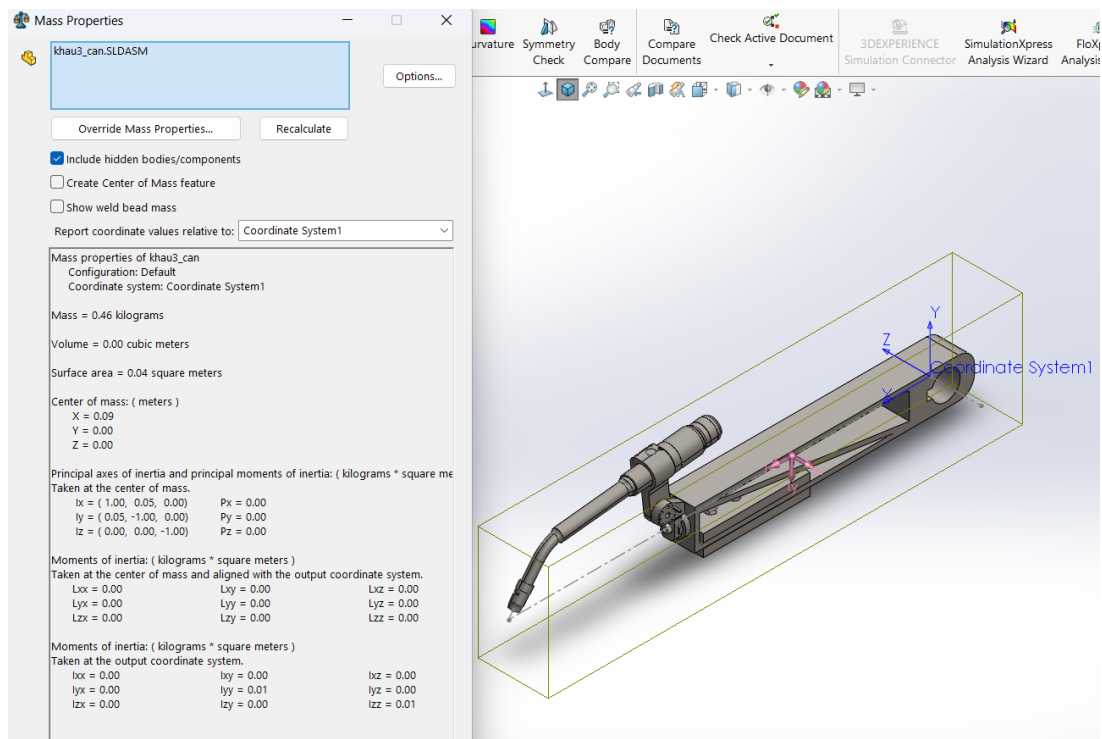 Mass Properties
khau3_can.SLDASM
Options...
Override Mass Properties...
Recalculate
Include hidden bodies/components
Create Center of Mass feature
Show weld bead mass
Report coordinate values relative to: Coordinate System1
Mass properties of khau3_can
Configuration: Default
Coordinate system: Coordinate System1
Mass = 0.46 kilograms
Volume = 0.00 cubic meters
Surface area = 0.04 square meters
Center of mass: ( meters )
X = 0.09
Y = 0.00
Z = 0.00
Principal axes of inertia and principal moments of inertia: ( kilograms * square me
Taken at the center of mass.
Ix = ( 1.00, 0.05, 0.00) Px = 0.00
Iy = ( 0.05, -1.00, 0.00) Py = 0.00
Iz = ( 0.00, 0.00, -1.00) Pz = 0.00
Moments of inertia: ( kilograms * square meters )
Taken at the center of mass and aligned with the output coordinate system.
Lxx = 0.00 Lxy = 0.00 Lxz = 0.00
Lyx = 0.00 Lyy = 0.00 Lyz = 0.00
Lzx = 0.00 Lzy = 0.00 Lzz = 0.00
Moments of inertia: ( kilograms * square meters )
Taken at the output coordinate system.
Ixx = 0.00 Ixy = 0.00 Ixz = 0.00
Iyx = 0.00 Iyy = 0.01 Iyz = 0.00
Izx = 0.00 Izy = 0.00 Izz = 0.01
urvature
Symmetry
Check
Body
Compare
Compare
Documents
Check Active Document
3DEXPERIENCE
Simulation Connector
SimulationXpress
Analysis Wizard
FloXp
Analysis
Y
Z
X
Coordinate System1